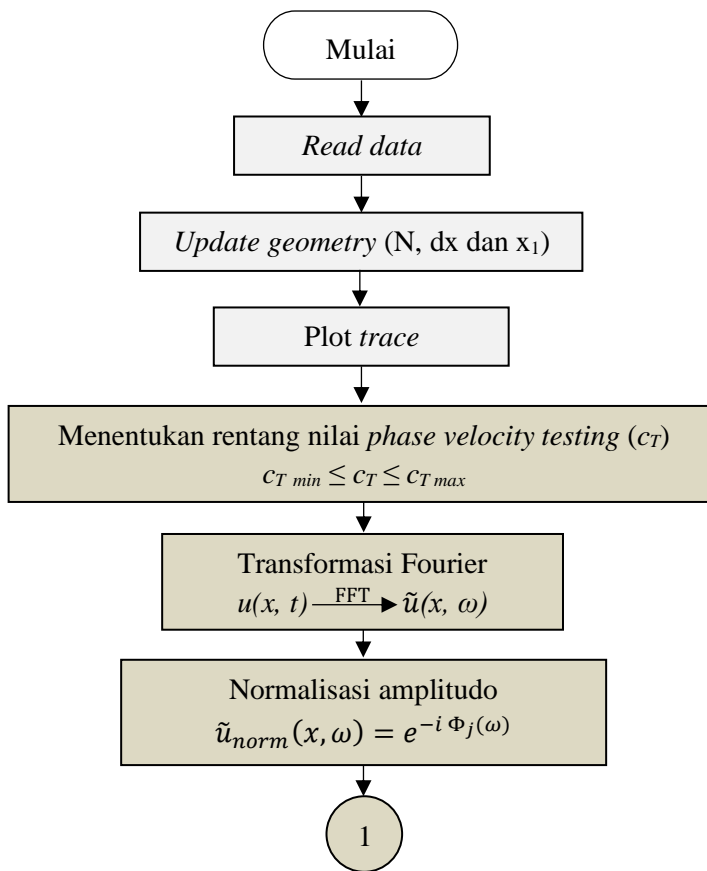 Mulai
Read data
Update geometry (N, dx dan x₁)
Plot trace
Menentukan rentang nilai phase velocity testing (c_T)
c_T min ≤ c_T ≤ c_T max
Transformasi Fourier
u(x, t) —FFT→ ũ(x, ω)
Normalisasi amplitudo
ũ_norm(x, ω) = e^{−i Φ_j(ω)}
1